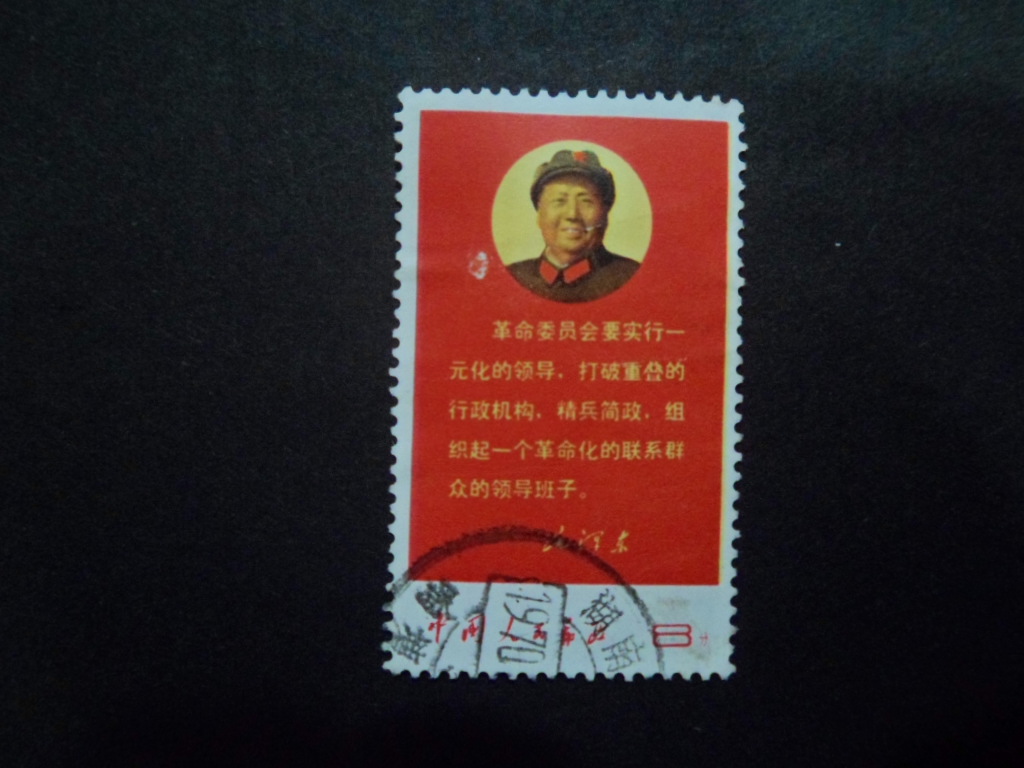 革命委员会要实行一
元化的领导，打破重叠的
行政机构，精兵简政，组
织起一个革命化的联系群
众的领导班子。
毛泽东
中国人民邮政 8分
1970